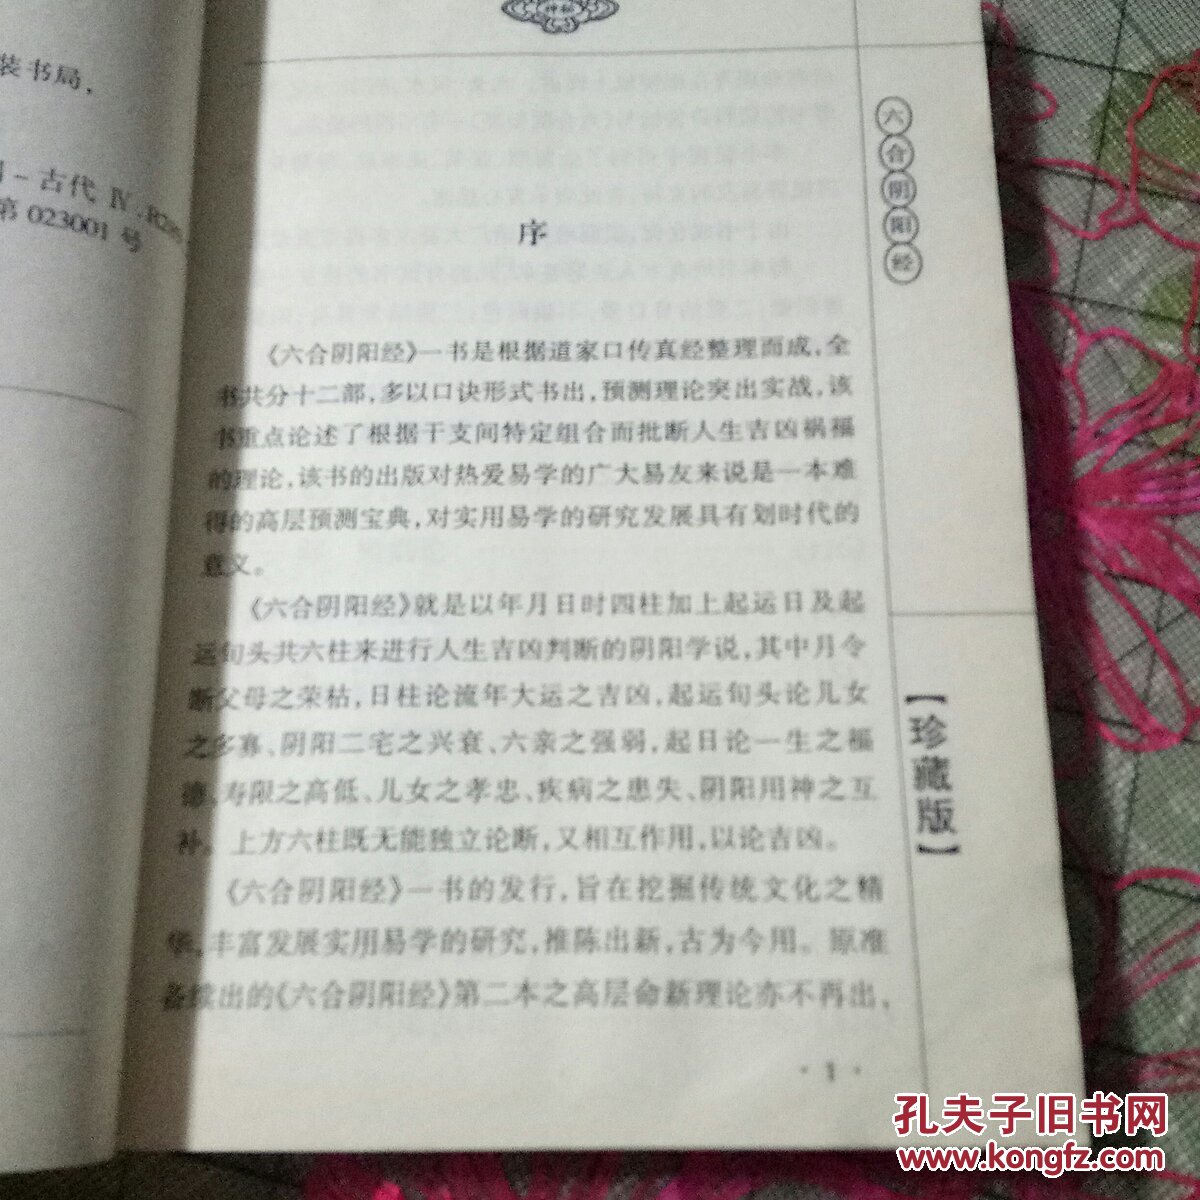 装书局,
-古代 Ⅳ.
第 023001 号
六合阴阳经
序
《六合阴阳经》一书是根据道家口传真经整理而成,全
书共分十二部,多以口诀形式书出,预测理论突出实战,该
书重点论述了根据干支间特定组合而批断人生吉凶祸福
的理论,该书的出版对热爱易学的广大易友来说是一本难
得的高层预测宝典,对实用易学的研究发展具有划时代的
意义。
《六合阴阳经》就是以年月日时四柱加上起运日及起
运旬头共六柱来进行人生吉凶判断的阴阳学说,其中月令
断父母之荣枯,日柱论流年大运之吉凶,起运旬头论儿女
之多寡、阴阳二宅之兴衰、六亲之强弱,起日论一生之福
德、寿限之高低、儿女之孝忠、疾病之患失、阴阳用神之互
补。上方六柱既无能独立论断,又相互作用,以论吉凶。
《六合阴阳经》一书的发行,旨在挖掘传统文化之精
华,丰富发展实用易学的研究,推陈出新,古为今用。原准
备续出的《六合阴阳经》第二本之高层命新理论亦不再出,
【珍藏版】
·1·
孔夫子旧书网
www.kongfz.com